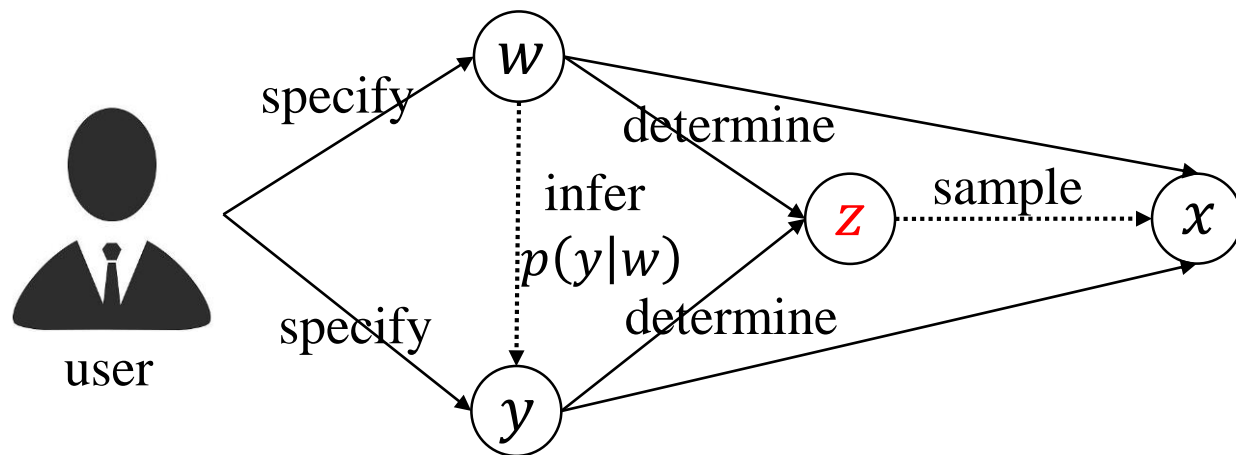 w
specify
determine
infer
sample
z
x
p(y|w)
specify
determine
user
y